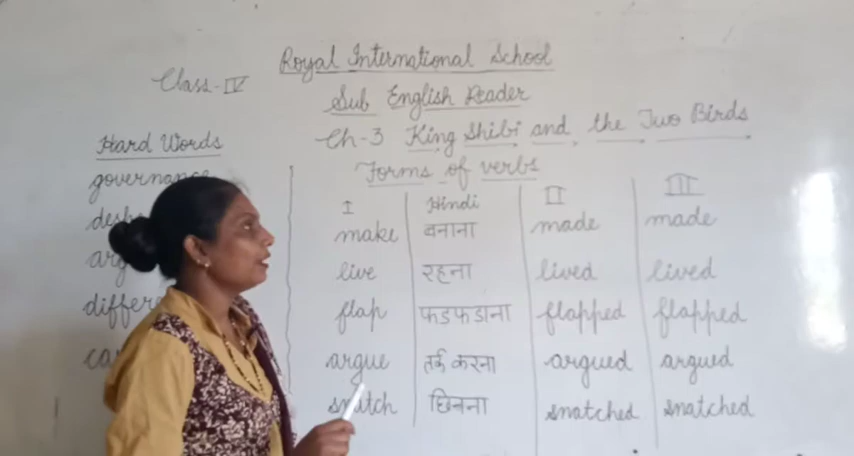 Royal International School
Class-IV
Sub English Reader
Ch-3 King Shibi and the Two Birds
Hard Words
governance
Forms of verbs
I Hindi II III
make बनाना made made
live रहना lived lived
flap फडफडाना flapped flapped
argue तर्क करना argued argued
snatch छिनना snatched snatched